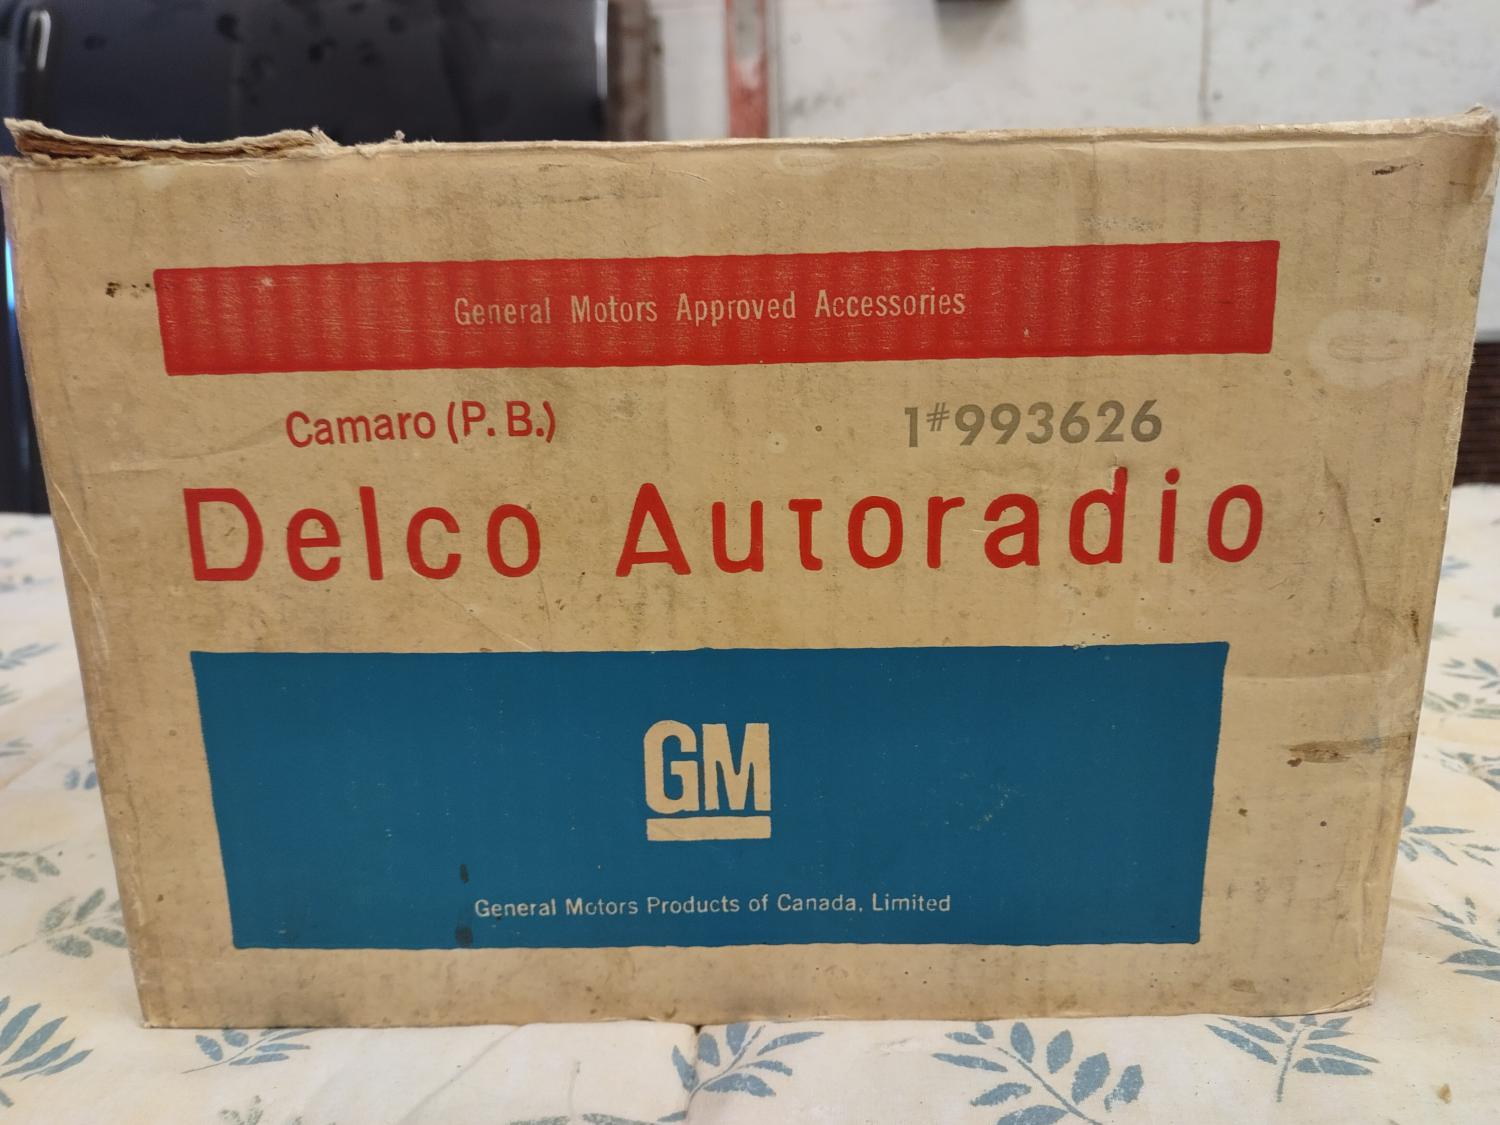 General Motors Approved Accessories
Camaro (P. B.) 1#993626
Delco Autoradio
GM
General Motors Products of Canada, Limited